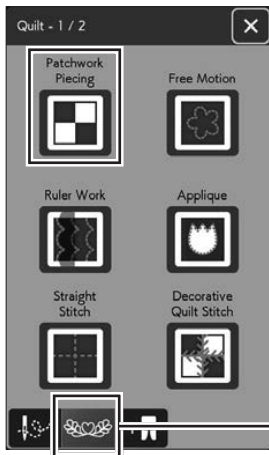 Quilt - 1 / 2
Patchwork
Piecing
Free Motion
Ruler Work
Applique
Straight
Stitch
Decorative
Quilt Stitch